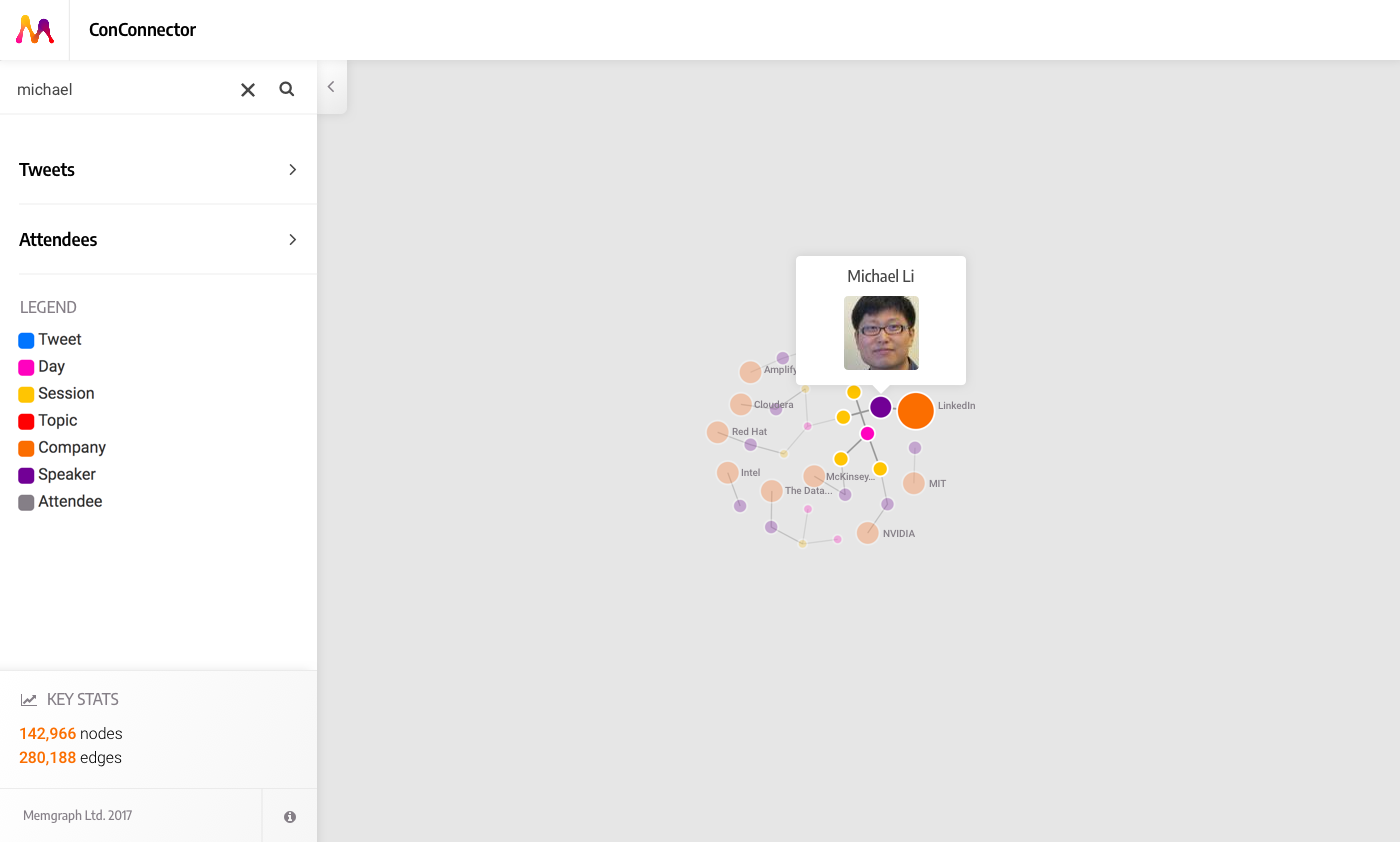 ConConnector
michael
Tweets
Attendees
LEGEND
Tweet
Day
Session
Topic
Company
Speaker
Attendee
KEY STATS
142,966 nodes
280,188 edges
Memgraph Ltd. 2017
Michael Li
Amplify
Cloudera
LinkedIn
Red Hat
Intel
McKinsey...
The Data...
MIT
NVIDIA